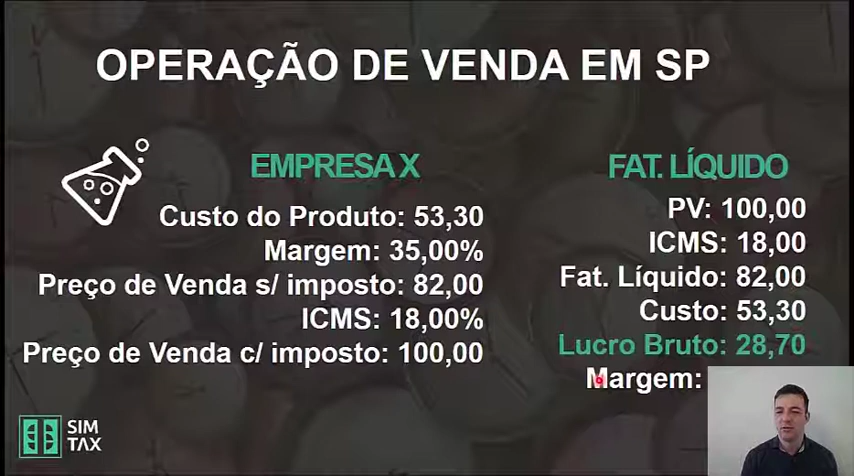 OPERAÇÃO DE VENDA EM SP
EMPRESA X
Custo do Produto: 53,30
Margem: 35,00%
Preço de Venda s/ imposto: 82,00
ICMS: 18,00%
Preço de Venda c/ imposto: 100,00
FAT. LÍQUIDO
PV: 100,00
ICMS: 18,00
Fat. Líquido: 82,00
Custo: 53,30
Lucro Bruto: 28,70
Margem:
SIM
TAX